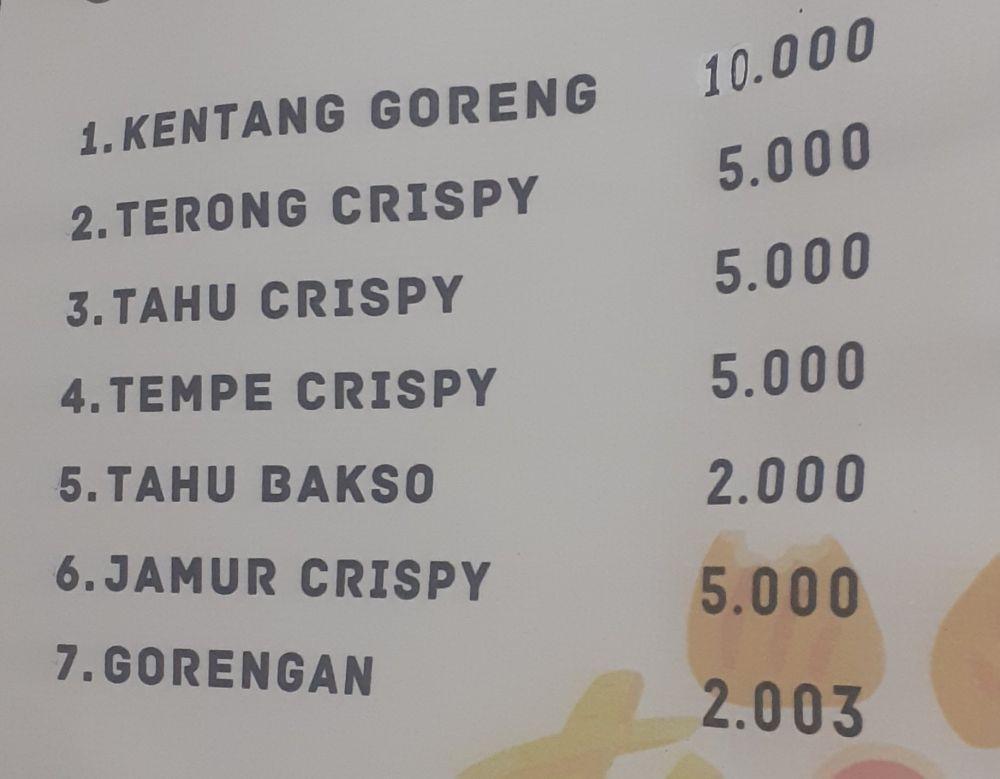 1. KENTANG GORENG 10.000
2. TERONG CRISPY 5.000
3. TAHU CRISPY 5.000
4. TEMPE CRISPY 5.000
5. TAHU BAKSO 2.000
6. JAMUR CRISPY 5.000
7. GORENGAN 2.003